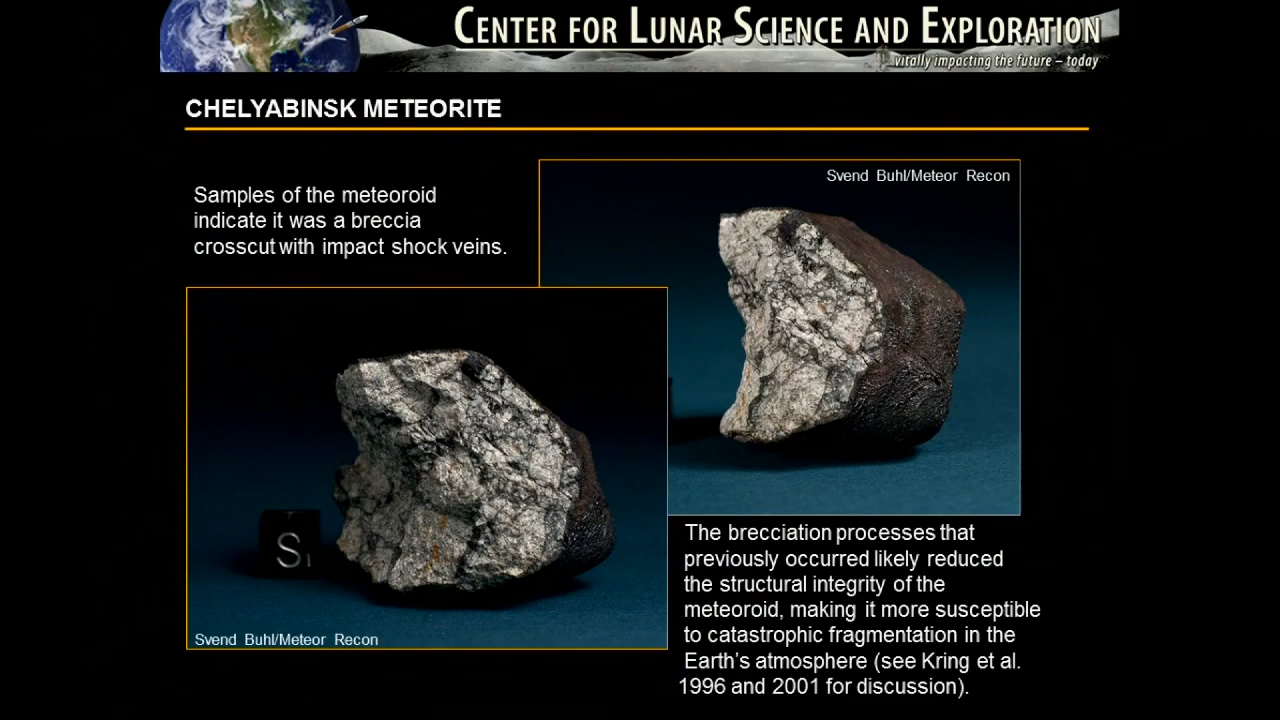 CENTER FOR LUNAR SCIENCE AND EXPLORATION
...vitally impacting the future – today
CHELYABINSK METEORITE
Samples of the meteoroid
indicate it was a breccia
crosscut with impact shock veins.
Svend Buhl/Meteor Recon
S
Svend Buhl/Meteor Recon
The brecciation processes that
previously occurred likely reduced
the structural integrity of the
meteoroid, making it more susceptible
to catastrophic fragmentation in the
Earth's atmosphere (see Kring et al.
1996 and 2001 for discussion).